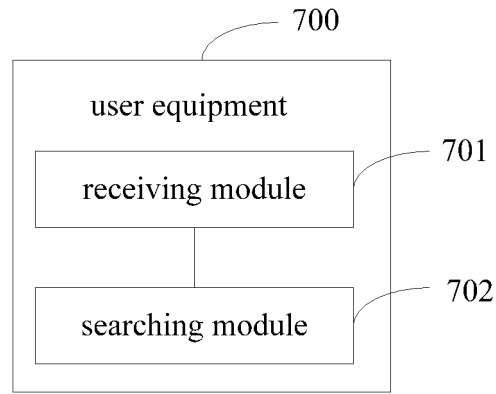 700
user equipment
701
receiving module
702
searching module